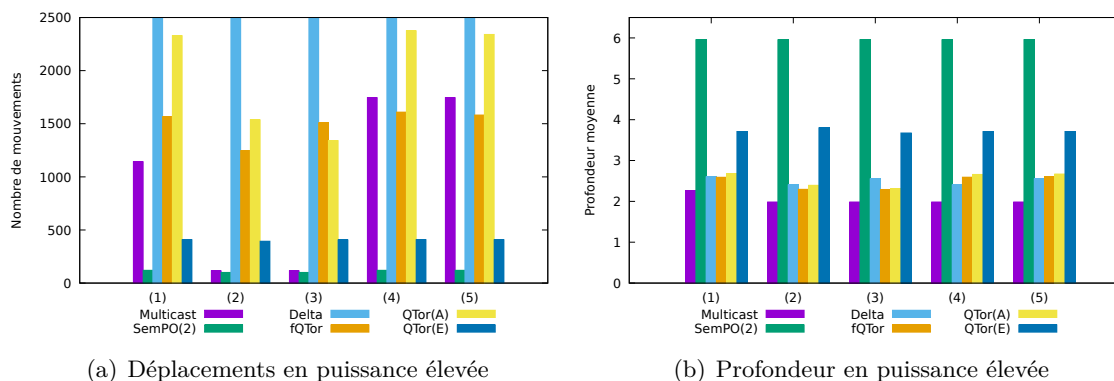 Nombre de mouvements
2500
2000
1500
1000
500
0
(1) (2) (3) (4) (5)
Multicast Delta QTor(A)
SemPO(2) fQTor QTor(E)
(a) Déplacements en puissance élevée
Profondeur moyenne
6
5
4
3
2
1
0
(1) (2) (3) (4) (5)
Multicast Delta QTor(A)
SemPO(2) fQTor QTor(E)
(b) Profondeur en puissance élevée